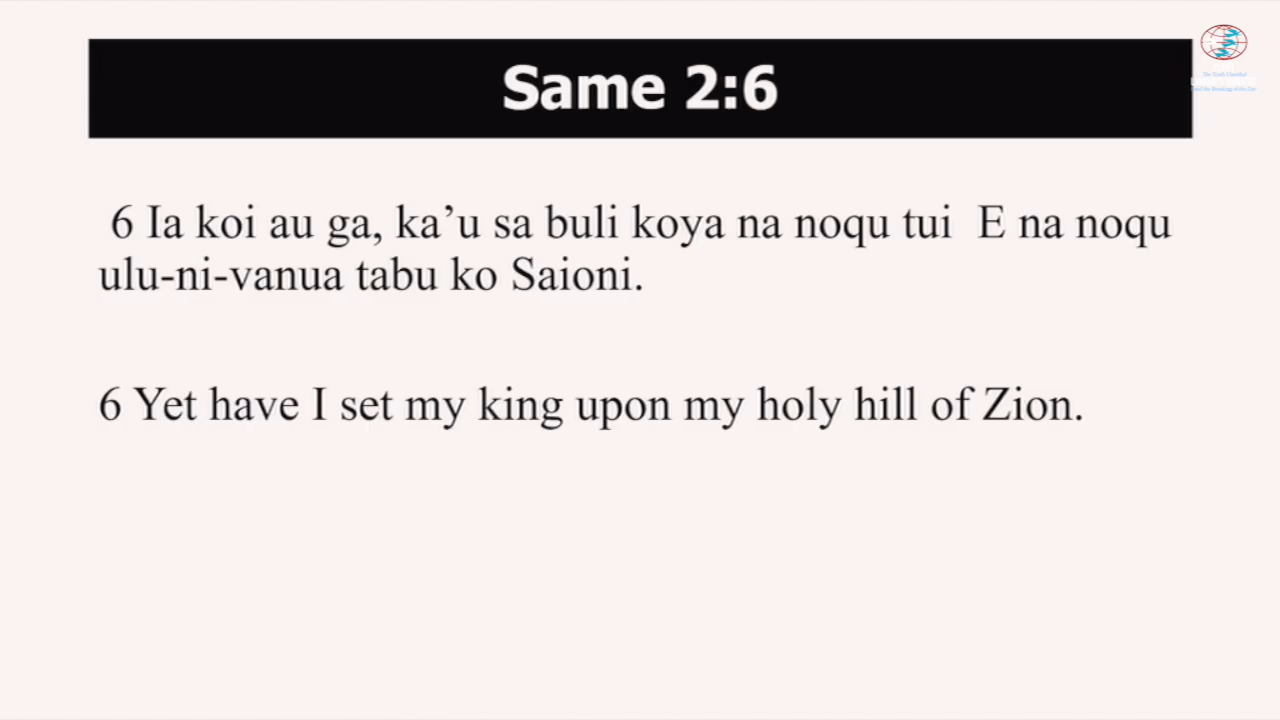 Same 2:6
6 Ia koi au ga, ka’u sa buli koya na noqu tui E na noqu
ulu-ni-vanua tabu ko Saioni.
6 Yet have I set my king upon my holy hill of Zion.